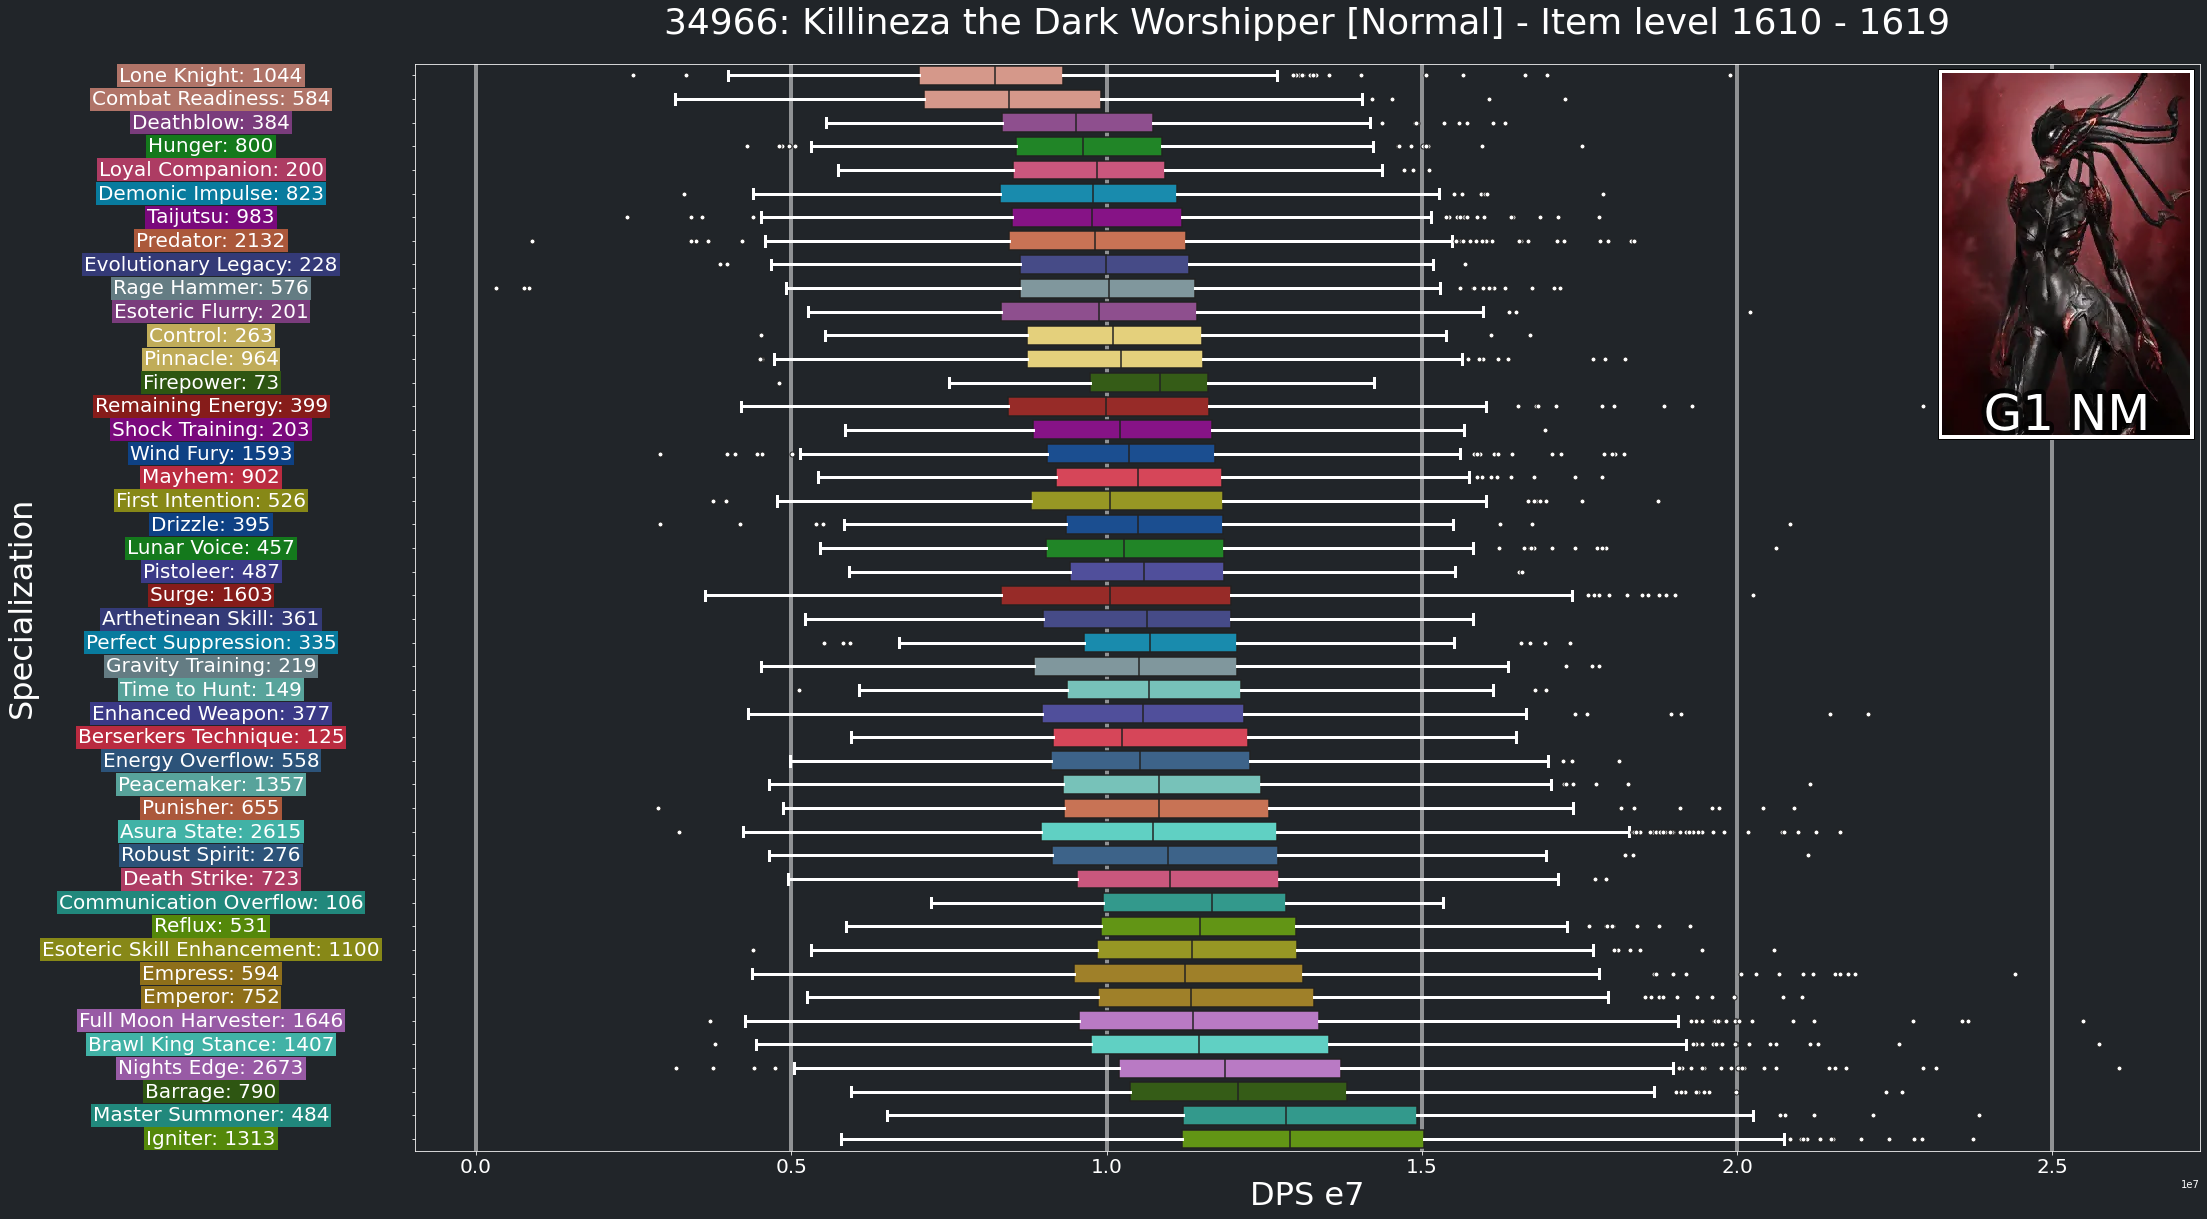 34966: Killineza the Dark Worshipper [Normal] - Item level 1610 - 1619
Specialization
Lone Knight: 1044
Combat Readiness: 584
Deathblow: 384
Hunger: 800
Loyal Companion: 200
Demonic Impulse: 823
Taijutsu: 983
Predator: 2132
Evolutionary Legacy: 228
Rage Hammer: 576
Esoteric Flurry: 201
Control: 263
Pinnacle: 964
Firepower: 73
Remaining Energy: 399
Shock Training: 203
Wind Fury: 1593
Mayhem: 902
First Intention: 526
Drizzle: 395
Lunar Voice: 457
Pistoleer: 487
Surge: 1603
Arthetinean Skill: 361
Perfect Suppression: 335
Gravity Training: 219
Time to Hunt: 149
Enhanced Weapon: 377
Berserkers Technique: 125
Energy Overflow: 558
Peacemaker: 1357
Punisher: 655
Asura State: 2615
Robust Spirit: 276
Death Strike: 723
Communication Overflow: 106
Reflux: 531
Esoteric Skill Enhancement: 1100
Empress: 594
Emperor: 752
Full Moon Harvester: 1646
Brawl King Stance: 1407
Nights Edge: 2673
Barrage: 790
Master Summoner: 484
Igniter: 1313
G1 NM
0.0 0.5 1.0 1.5 2.0 2.5
1e7
DPS e7